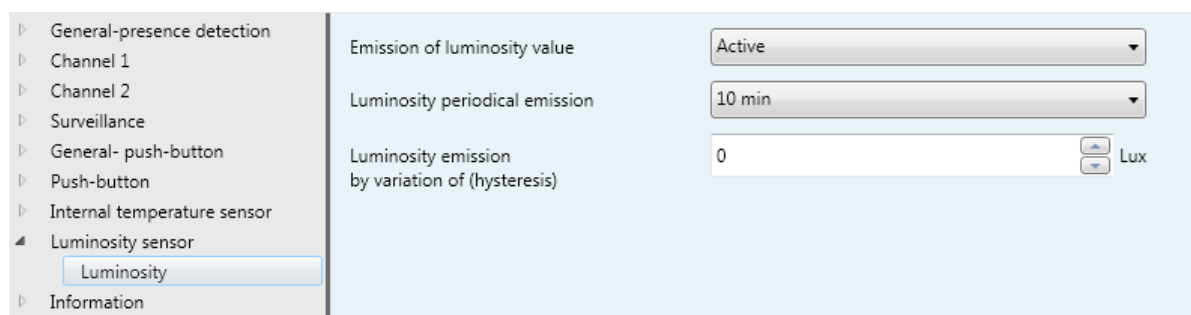 General-presence detection
Channel 1
Channel 2
Surveillance
General- push-button
Push-button
Internal temperature sensor
Luminosity sensor
Luminosity
Information
Emission of luminosity value
Active
Luminosity periodical emission
10 min
Luminosity emission
by variation of (hysteresis)
0 Lux